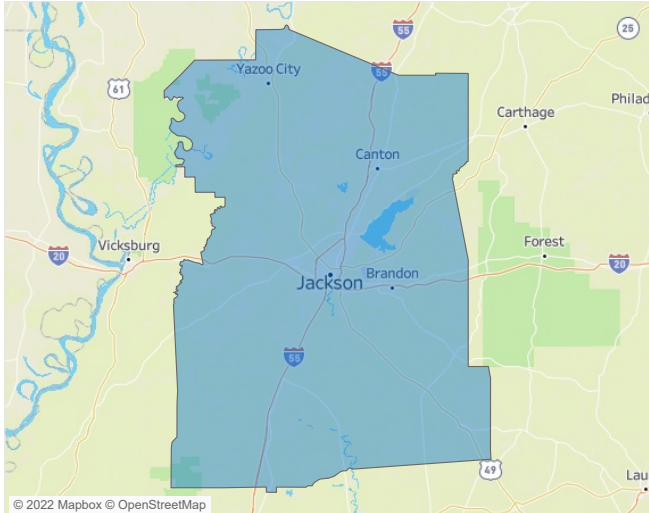 55
25
55
Yazoo City
61
Philad
Carthage
Canton
Vicksburg
Forest
20
20
Brandon
Jackson
55
49
Lau
© 2022 Mapbox © OpenStreetMap